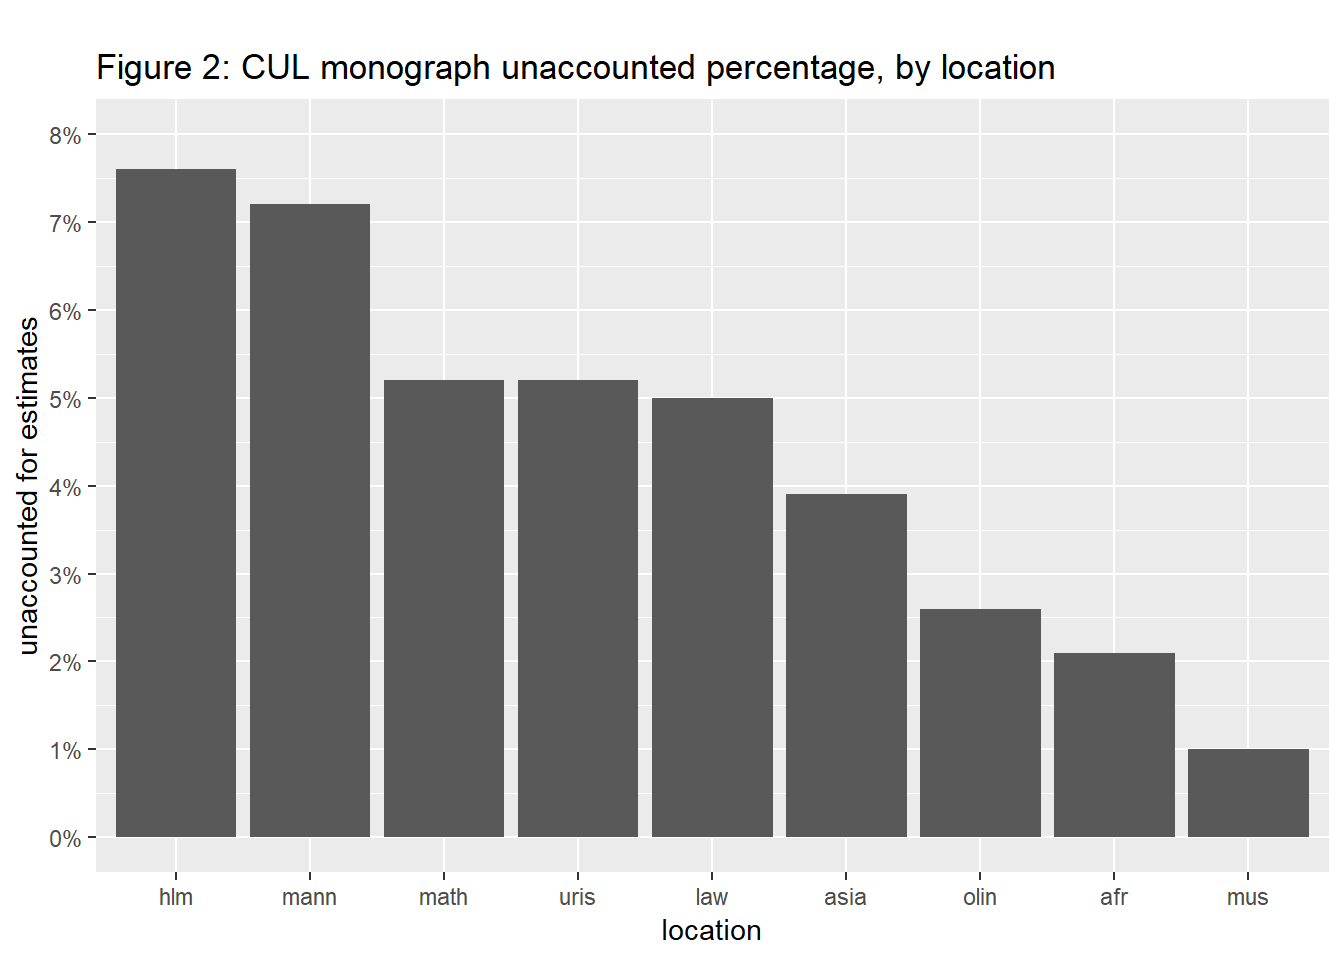 Figure 2: CUL monograph unaccounted percentage, by location
8%
7%
6%
5%
4%
3%
2%
1%
0%
unaccounted for estimates
hlm mann math uris law asia olin afr mus
location